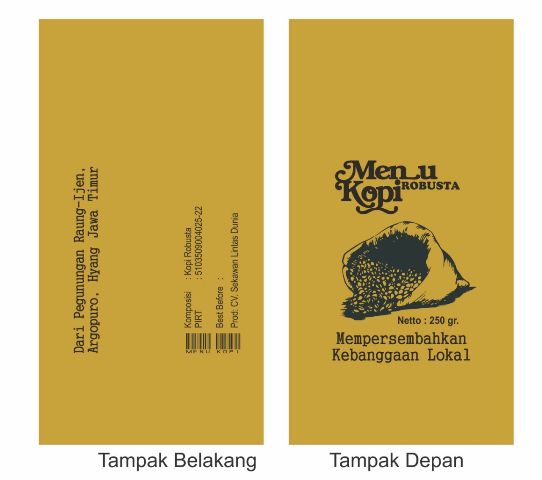 Dari Pegunungan Raung-Ijen,
Argopuro, Hyang Jawa Timur
Komposisi : Kopi Robusta
PIRT : 5103509004025-22
Best Before :
Prod: CV. Sekawan Lintas Dunia
MENU KOPI
Menu
Kopi ROBUSTA
Netto : 250 gr.
Mempersembahkan
Kebanggaan Lokal
Tampak Belakang
Tampak Depan